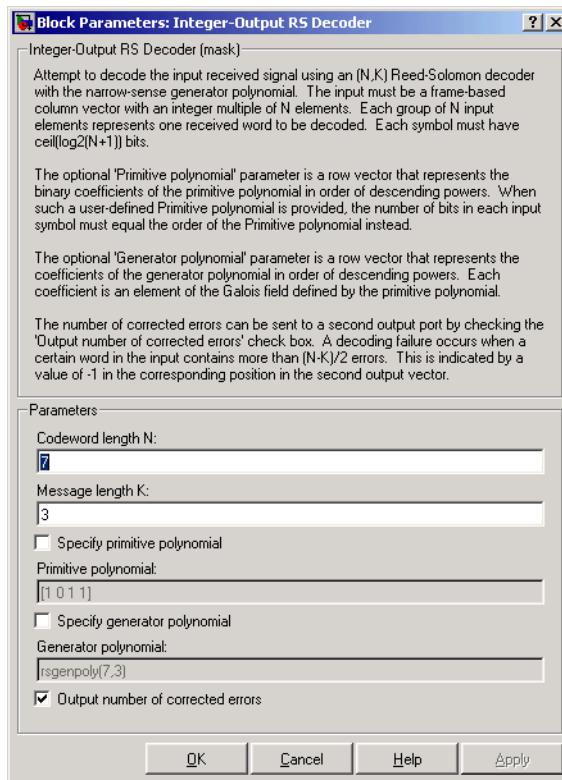 Block Parameters: Integer-Output RS Decoder
Integer-Output RS Decoder (mask)
Attempt to decode the input received signal using an (N,K) Reed-Solomon decoder
with the narrow-sense generator polynomial. The input must be a frame-based
column vector with an integer multiple of N elements. Each group of N input
elements represents one received word to be decoded. Each symbol must have
ceil(log2(N+1)) bits.
The optional 'Primitive polynomial' parameter is a row vector that represents the
binary coefficients of the primitive polynomial in order of descending powers. When
such a user-defined Primitive polynomial is provided, the number of bits in each input
symbol must equal the order of the Primitive polynomial instead.
The optional 'Generator polynomial' parameter is a row vector that represents the
coefficients of the generator polynomial in order of descending powers. Each
coefficient is an element of the Galois field defined by the primitive polynomial.
The number of corrected errors can be sent to a second output port by checking the
'Output number of corrected errors' check box. A decoding failure occurs when a
certain word in the input contains more than (N-K)/2 errors. This is indicated by a
value of -1 in the corresponding position in the second output vector.
Parameters
Codeword length N:
7
Message length K:
3
Specify primitive polynomial
Primitive polynomial:
[1 0 1 1]
Specify generator polynomial
Generator polynomial:
rsgenpoly(7,3)
Output number of corrected errors
OK Cancel Help Apply